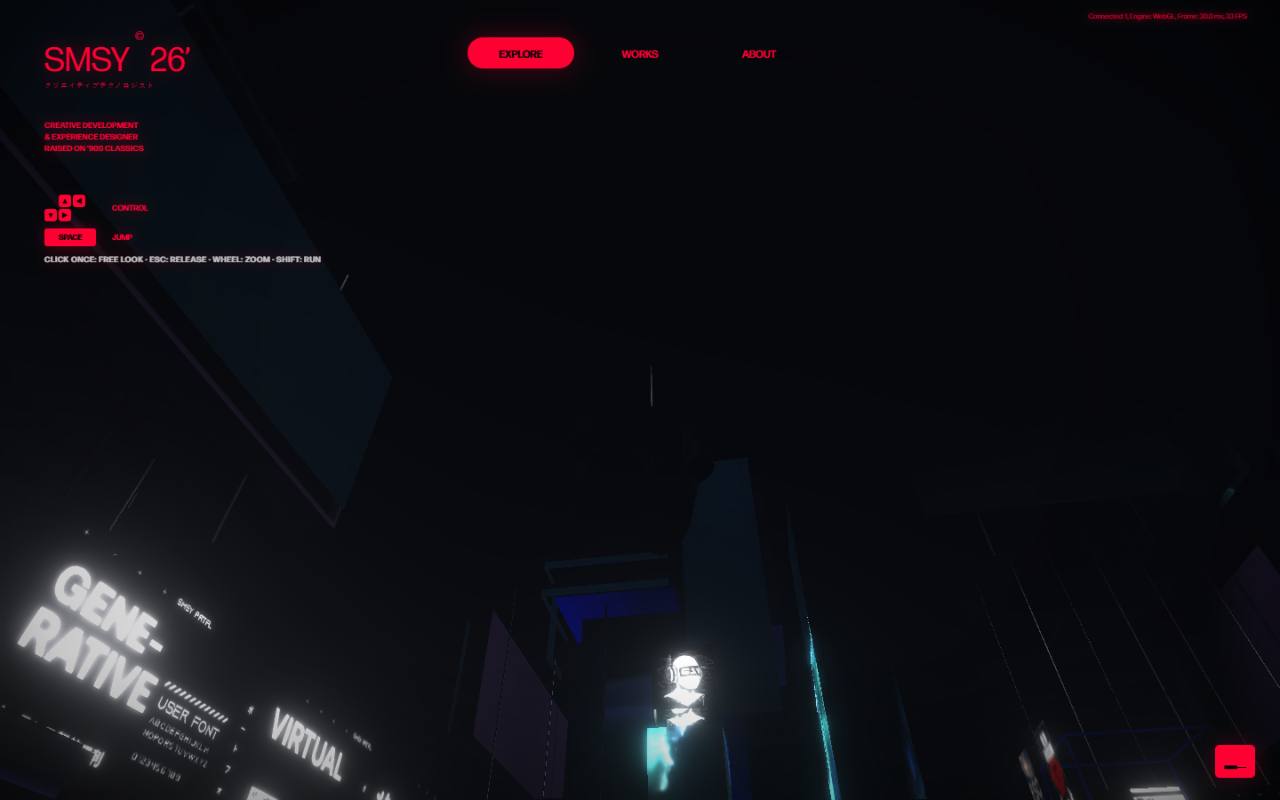 SMSY © 26'
クリエイティブテクノロジスト
EXPLORE
WORKS
ABOUT
Connected: 1, Engine: WebGL, Frame: 30.0 ms, 33 FPS
CREATIVE DEVELOPMENT
& EXPERIENCE DESIGNER
RAISED ON '90S CLASSICS
CONTROL
SPACE
JUMP
CLICK ONCE: FREE LOOK - ESC: RELEASE - WHEEL: ZOOM - SHIFT: RUN
GENE-
RATIVE
SMSY PRTFL
USER FONT
VIRTUAL